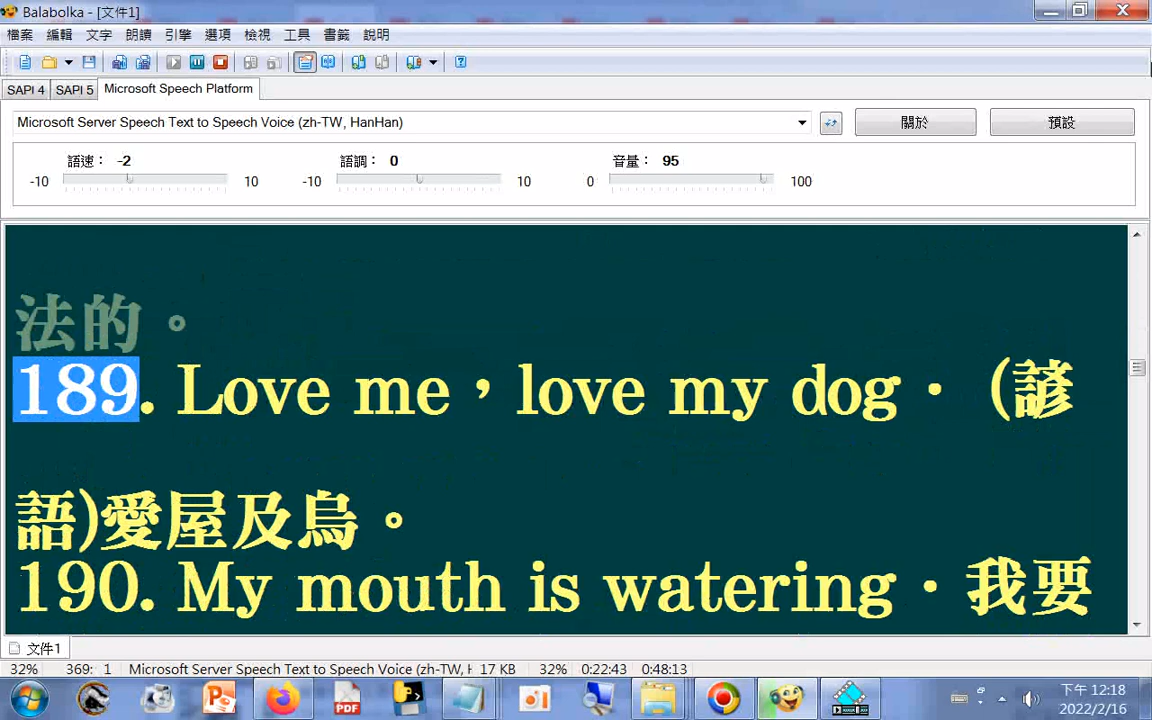 Balabolka - [文件1]
檔案 編輯 文字 朗讀 引擎 選項 檢視 工具 書籤 說明
SAPI 4 SAPI 5 Microsoft Speech Platform
Microsoft Server Speech Text to Speech Voice (zh-TW, HanHan) 關於 預設
語速： -2 語調： 0 音量： 95
-10 10 -10 10 0 100
法的。
189. Love me，love my dog．(諺
語)愛屋及烏。
190. My mouth is watering．我要
文件1
32% 369: 1 Microsoft Server Speech Text to Speech Voice (zh-TW, H 17 KB 32% 0:22:43 0:48:13
下午 12:18
2022/2/16